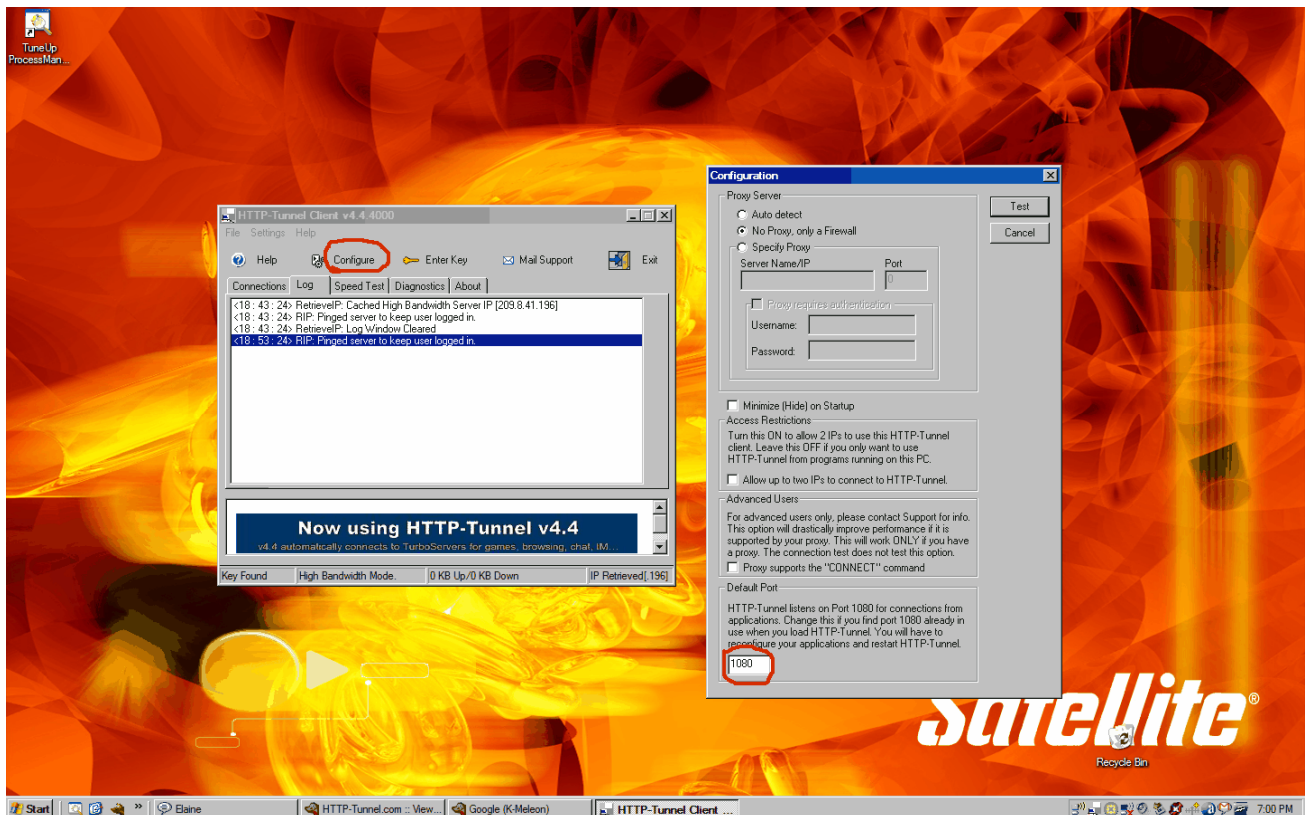 TuneUp
ProcessMan...
HTTP-Tunnel Client v4.4.4000
File Settings Help
Help Configure Enter Key Mail Support Exit
Connections Log Speed Test Diagnostics About
<18 : 43 : 24> RetrieveIP: Cached High Bandwidth Server IP [209.8.41.196]
<18 : 43 : 24> RIP: Pinged server to keep user logged in.
<18 : 43 : 24> RetrieveIP: Log Window Cleared
<18 : 53 : 24> RIP: Pinged server to keep user logged in.
Now using HTTP-Tunnel v4.4
v4.4 automatically connects to TurboServers for games, browsing, chat, IM...
Key Found High Bandwidth Mode. 0 KB Up/0 KB Down IP Retrieved[.196]
Configuration
Proxy Server
Test
Auto detect
Cancel
No Proxy, only a Firewall
Specify Proxy
Server Name/IP Port
0
Proxy requires authentication
Username:
Password:
Minimize (Hide) on Startup
Access Restrictions
Turn this ON to allow 2 IPs to use this HTTP-Tunnel
client. Leave this OFF if you only want to use
HTTP-Tunnel from programs running on this PC.
Allow up to two IPs to connect to HTTP-Tunnel.
Advanced Users
For advanced users only, please contact Support for info.
This option will drastically improve performance if it is
supported by your proxy. This will work ONLY if you have
a proxy. The connection test does not test this option.
Proxy supports the "CONNECT" command
Default Port
HTTP-Tunnel listens on Port 1080 for connections from
applications. Change this if you find port 1080 already in
use when you load HTTP-Tunnel. You will have to
reconfigure your applications and restart HTTP-Tunnel.
1080
Satellite®
Recycle Bin
Start » Elaine HTTP-Tunnel.com :: View... Google (K-Meleon) HTTP-Tunnel Client ... 7:00 PM